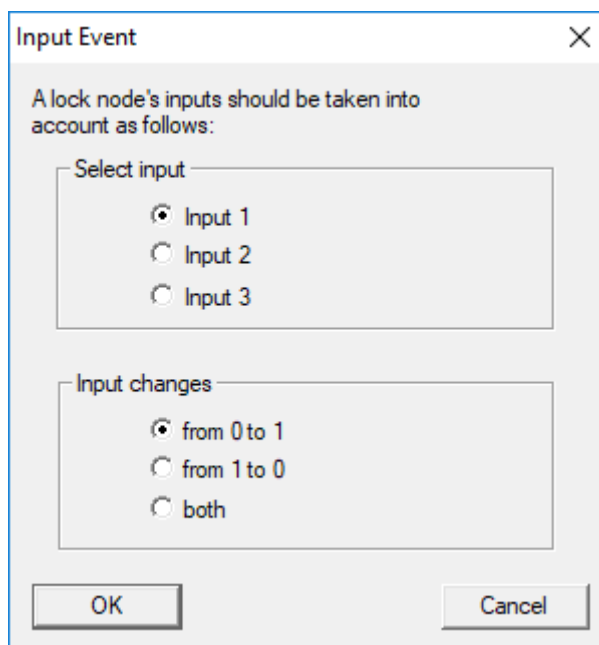 Input Event
A lock node's inputs should be taken into
account as follows:
Select input
Input 1
Input 2
Input 3
Input changes
from 0 to 1
from 1 to 0
both
OK
Cancel